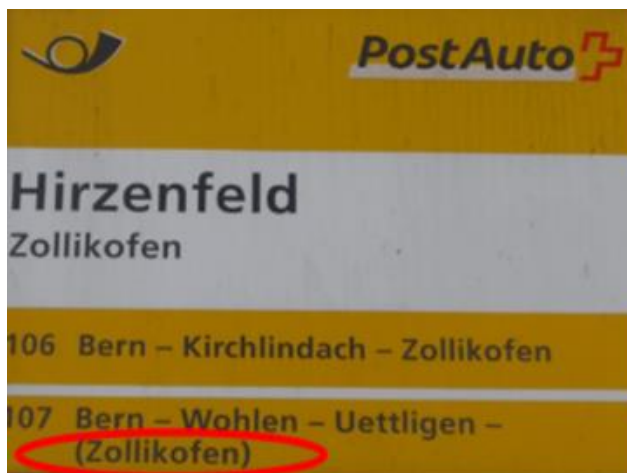 PostAuto
Hirzenfeld
Zollikofen
106 Bern – Kirchlindach – Zollikofen
107 Bern – Wohlen – Uettligen –
(Zollikofen)